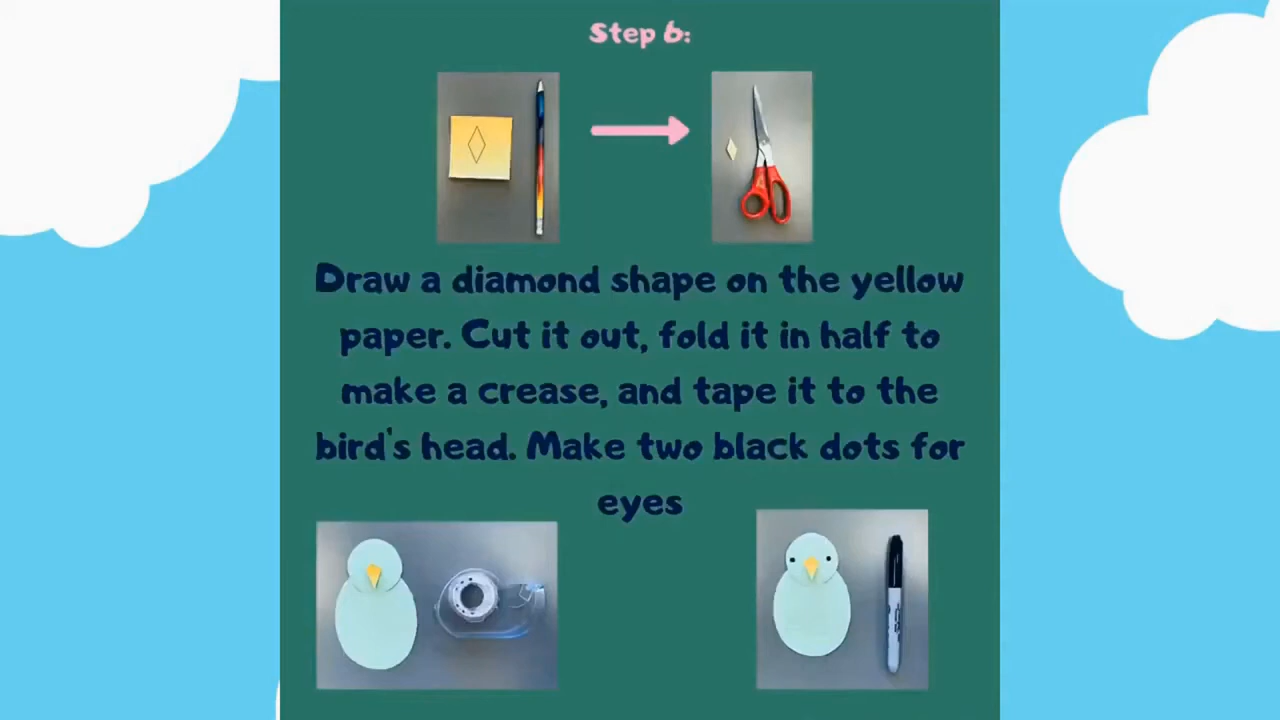 Step 6:
Draw a diamond shape on the yellow
paper. Cut it out, fold it in half to
make a crease, and tape it to the
bird's head. Make two black dots for
eyes